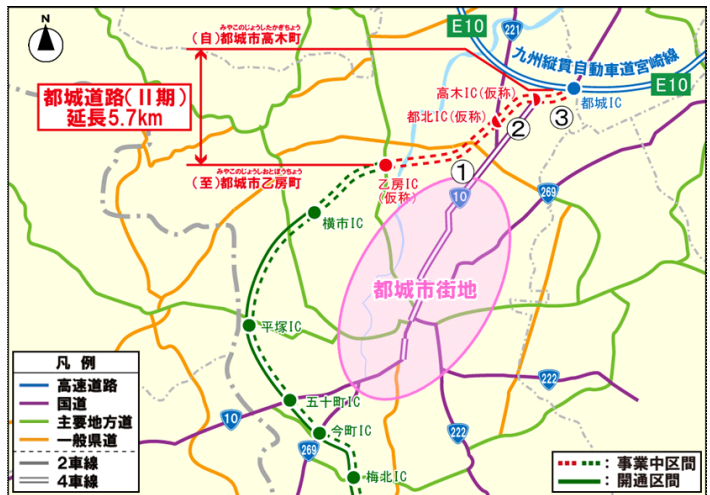 N
みやこのじょうしたかぎちょう
(自)都城市高木町
都城道路(Ⅱ期)
延長5.7km
みやこのじょうしおとぼうちょう
(至)都城市乙房町
221
E10
九州縦貫自動車道宮崎線
E10
高木IC(仮称)
都城IC
都北IC(仮称)
③
②
①
乙房IC
(仮称)
10
269
横市IC
都城市街地
平塚IC
五十町IC
今町IC
梅北IC
10
269
222
222
凡例
高速道路
国道
主要地方道
一般県道
2車線
4車線
:事業中区間
:開通区間